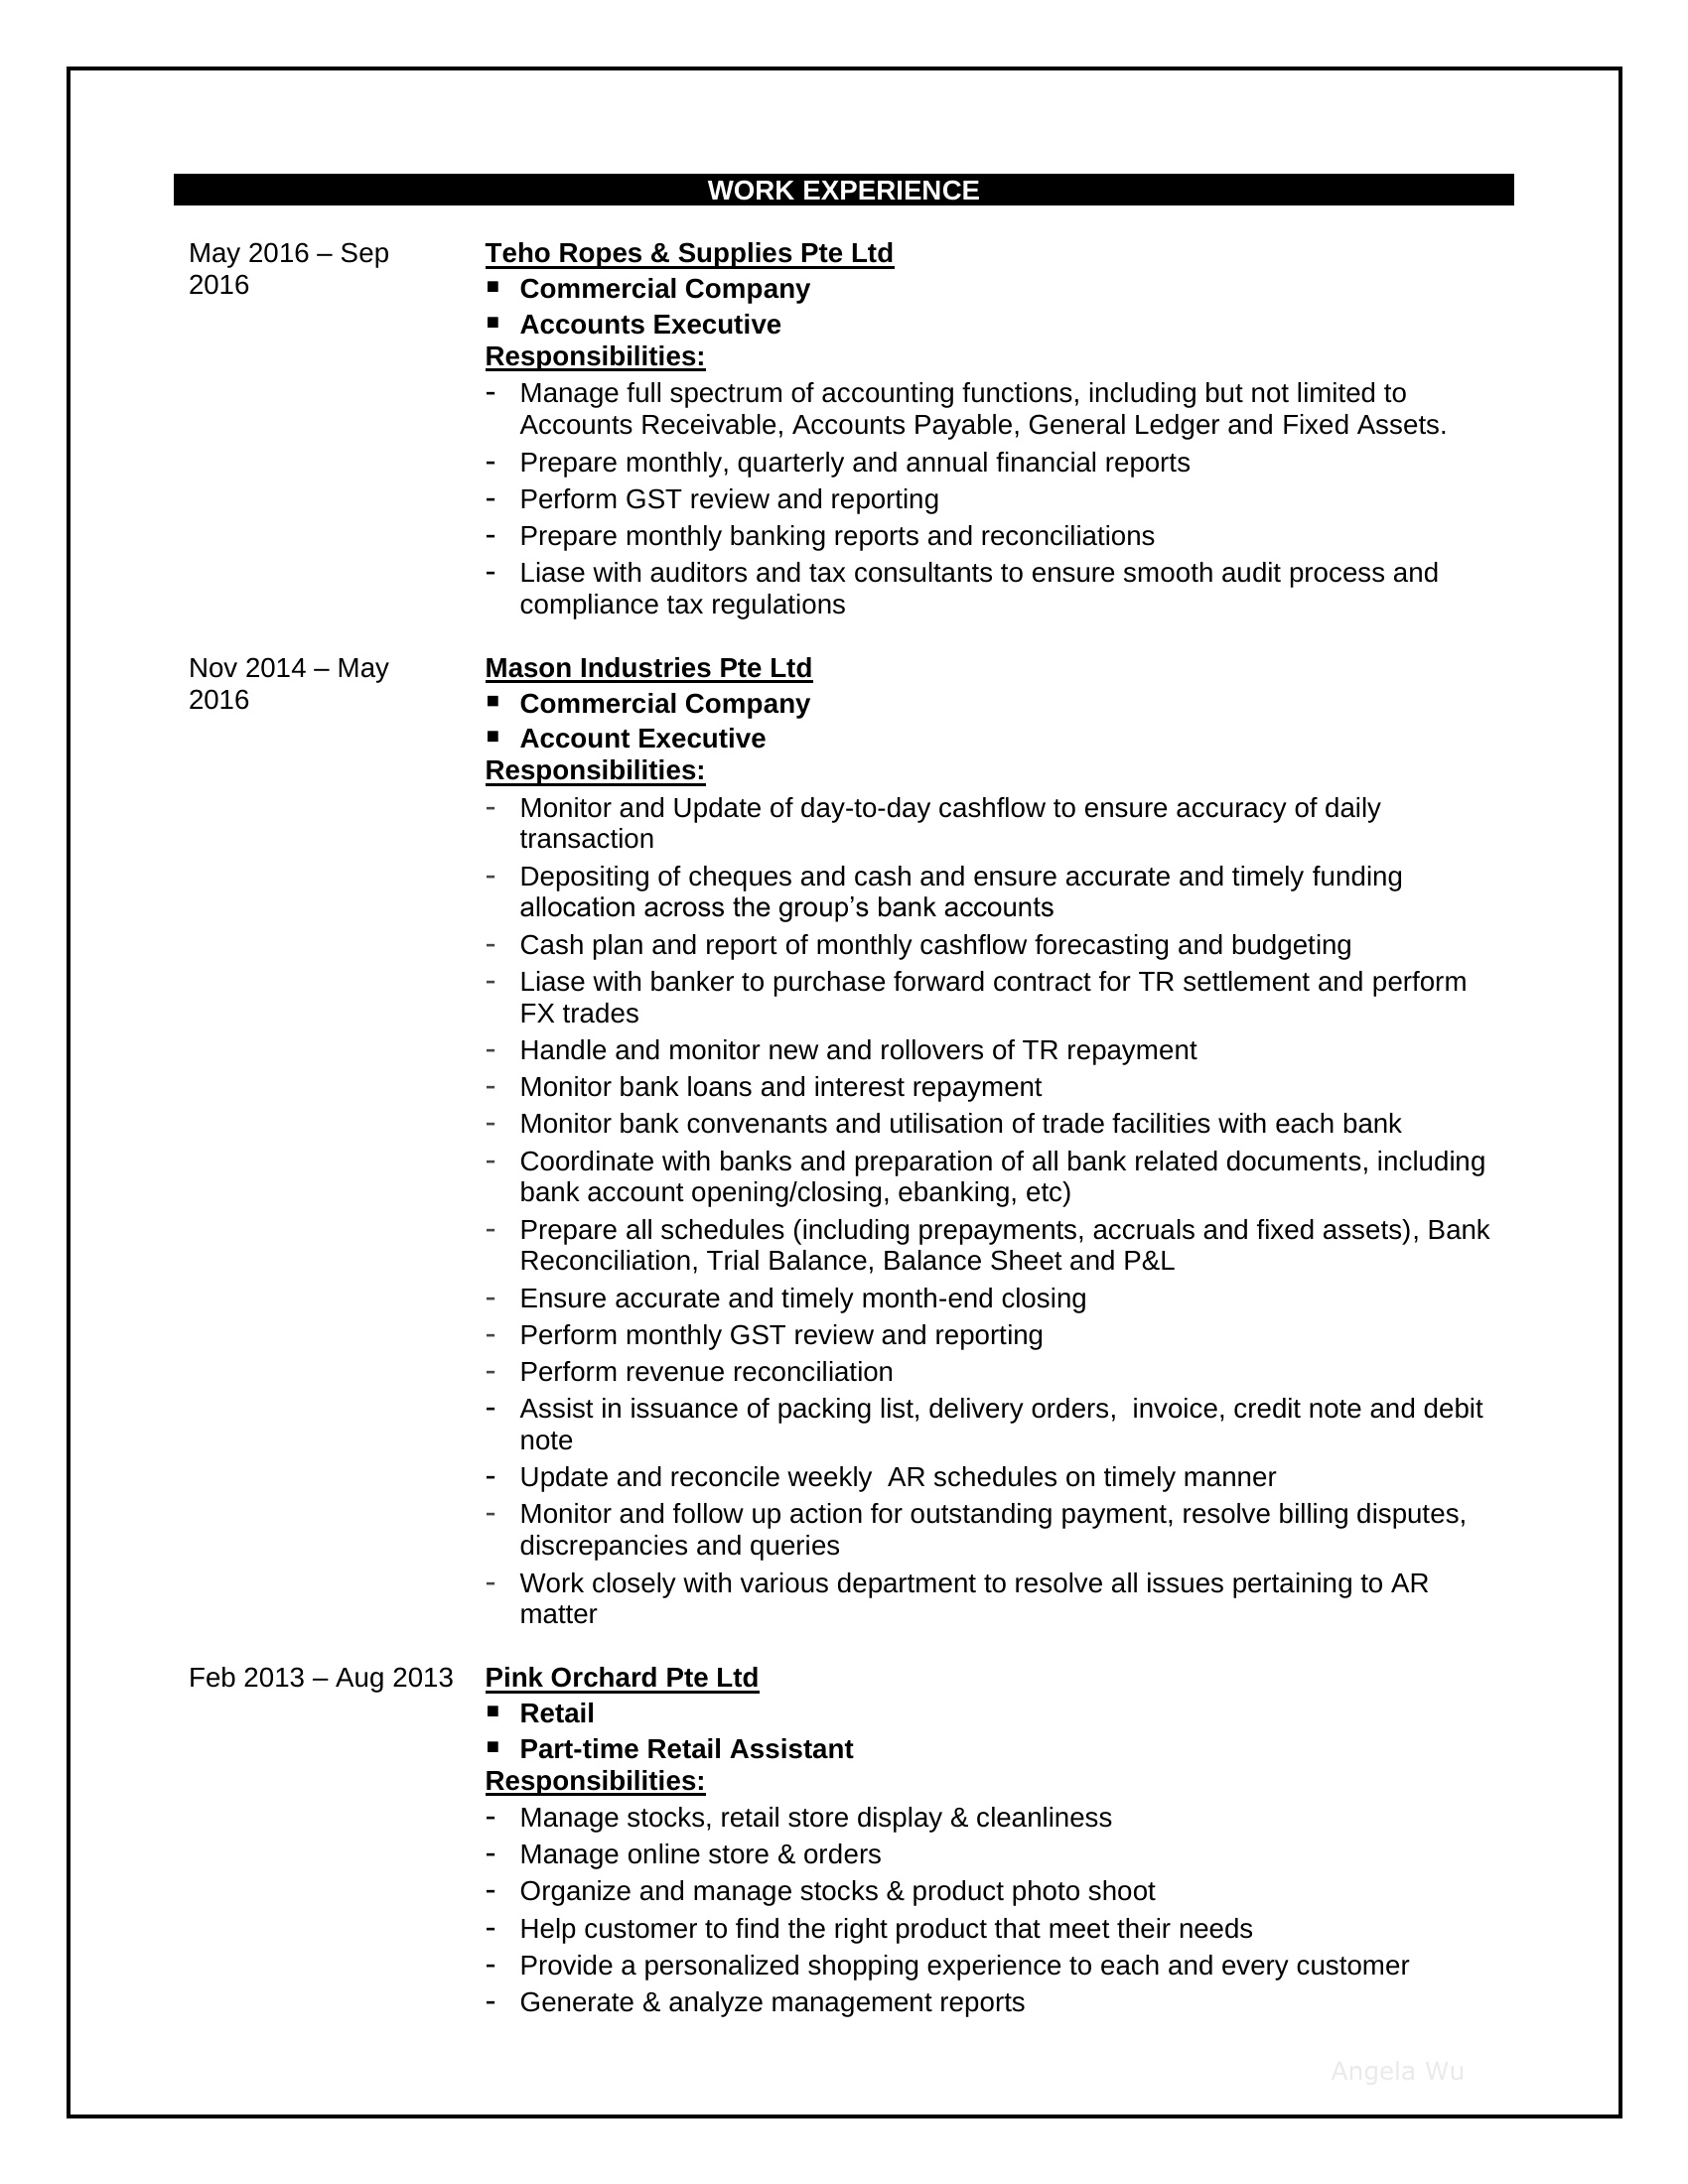 WORK EXPERIENCE
May 2016 – Sep
2016
Teho Ropes & Supplies Pte Ltd
▪ Commercial Company
▪ Accounts Executive
Responsibilities:
- Manage full spectrum of accounting functions, including but not limited to
Accounts Receivable, Accounts Payable, General Ledger and Fixed Assets.
- Prepare monthly, quarterly and annual financial reports
- Perform GST review and reporting
- Prepare monthly banking reports and reconciliations
- Liase with auditors and tax consultants to ensure smooth audit process and
compliance tax regulations
Nov 2014 – May
2016
Mason Industries Pte Ltd
▪ Commercial Company
▪ Account Executive
Responsibilities:
- Monitor and Update of day-to-day cashflow to ensure accuracy of daily
transaction
- Depositing of cheques and cash and ensure accurate and timely funding
allocation across the group’s bank accounts
- Cash plan and report of monthly cashflow forecasting and budgeting
- Liase with banker to purchase forward contract for TR settlement and perform
FX trades
- Handle and monitor new and rollovers of TR repayment
- Monitor bank loans and interest repayment
- Monitor bank convenants and utilisation of trade facilities with each bank
- Coordinate with banks and preparation of all bank related documents, including
bank account opening/closing, ebanking, etc)
- Prepare all schedules (including prepayments, accruals and fixed assets), Bank
Reconciliation, Trial Balance, Balance Sheet and P&L
- Ensure accurate and timely month-end closing
- Perform monthly GST review and reporting
- Perform revenue reconciliation
- Assist in issuance of packing list, delivery orders,  invoice, credit note and debit
note
- Update and reconcile weekly  AR schedules on timely manner
- Monitor and follow up action for outstanding payment, resolve billing disputes,
discrepancies and queries
- Work closely with various department to resolve all issues pertaining to AR
matter
Feb 2013 – Aug 2013
Pink Orchard Pte Ltd
▪ Retail
▪ Part-time Retail Assistant
Responsibilities:
- Manage stocks, retail store display & cleanliness
- Manage online store & orders
- Organize and manage stocks & product photo shoot
- Help customer to find the right product that meet their needs
- Provide a personalized shopping experience to each and every customer
- Generate & analyze management reports
Angela Wu